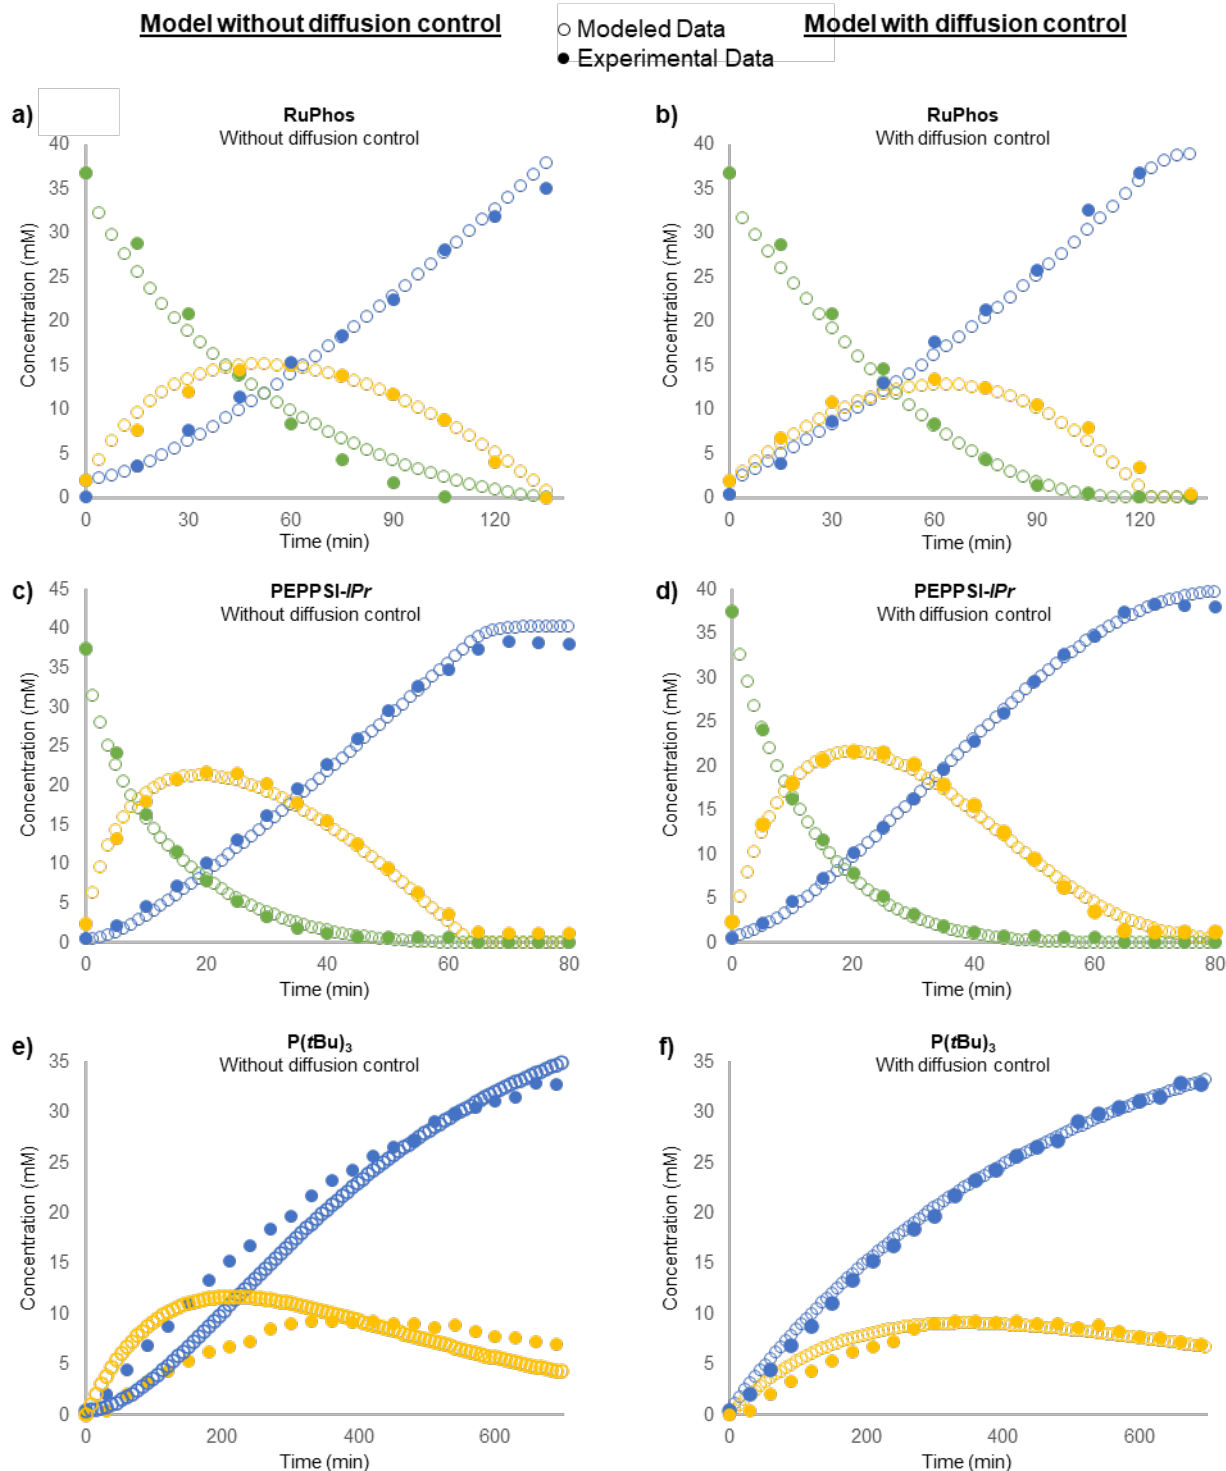 Model without diffusion control
Modeled Data
Experimental Data
Model with diffusion control
a)
RuPhos
Without diffusion control
40
35
30
25
20
15
10
5
0
Concentration (mM)
0 30 60 90 120
Time (min)
b)
RuPhos
With diffusion control
40
35
30
25
20
15
10
5
0
Concentration (mM)
0 30 60 90 120
Time (min)
c)
PEPPSI-IPr
Without diffusion control
45
40
35
30
25
20
15
10
5
0
Concentration (mM)
0 20 40 60 80
Time (min)
d)
PEPPSI-IPr
With diffusion control
40
35
30
25
20
15
10
5
0
Concentration (mM)
0 20 40 60 80
Time (min)
e)
P(tBu)₃
Without diffusion control
35
30
25
20
15
10
5
0
Concentration (mM)
0 200 400 600
Time (min)
f)
P(tBu)₃
With diffusion control
35
30
25
20
15
10
5
0
Concentration (mM)
0 200 400 600
Time (min)